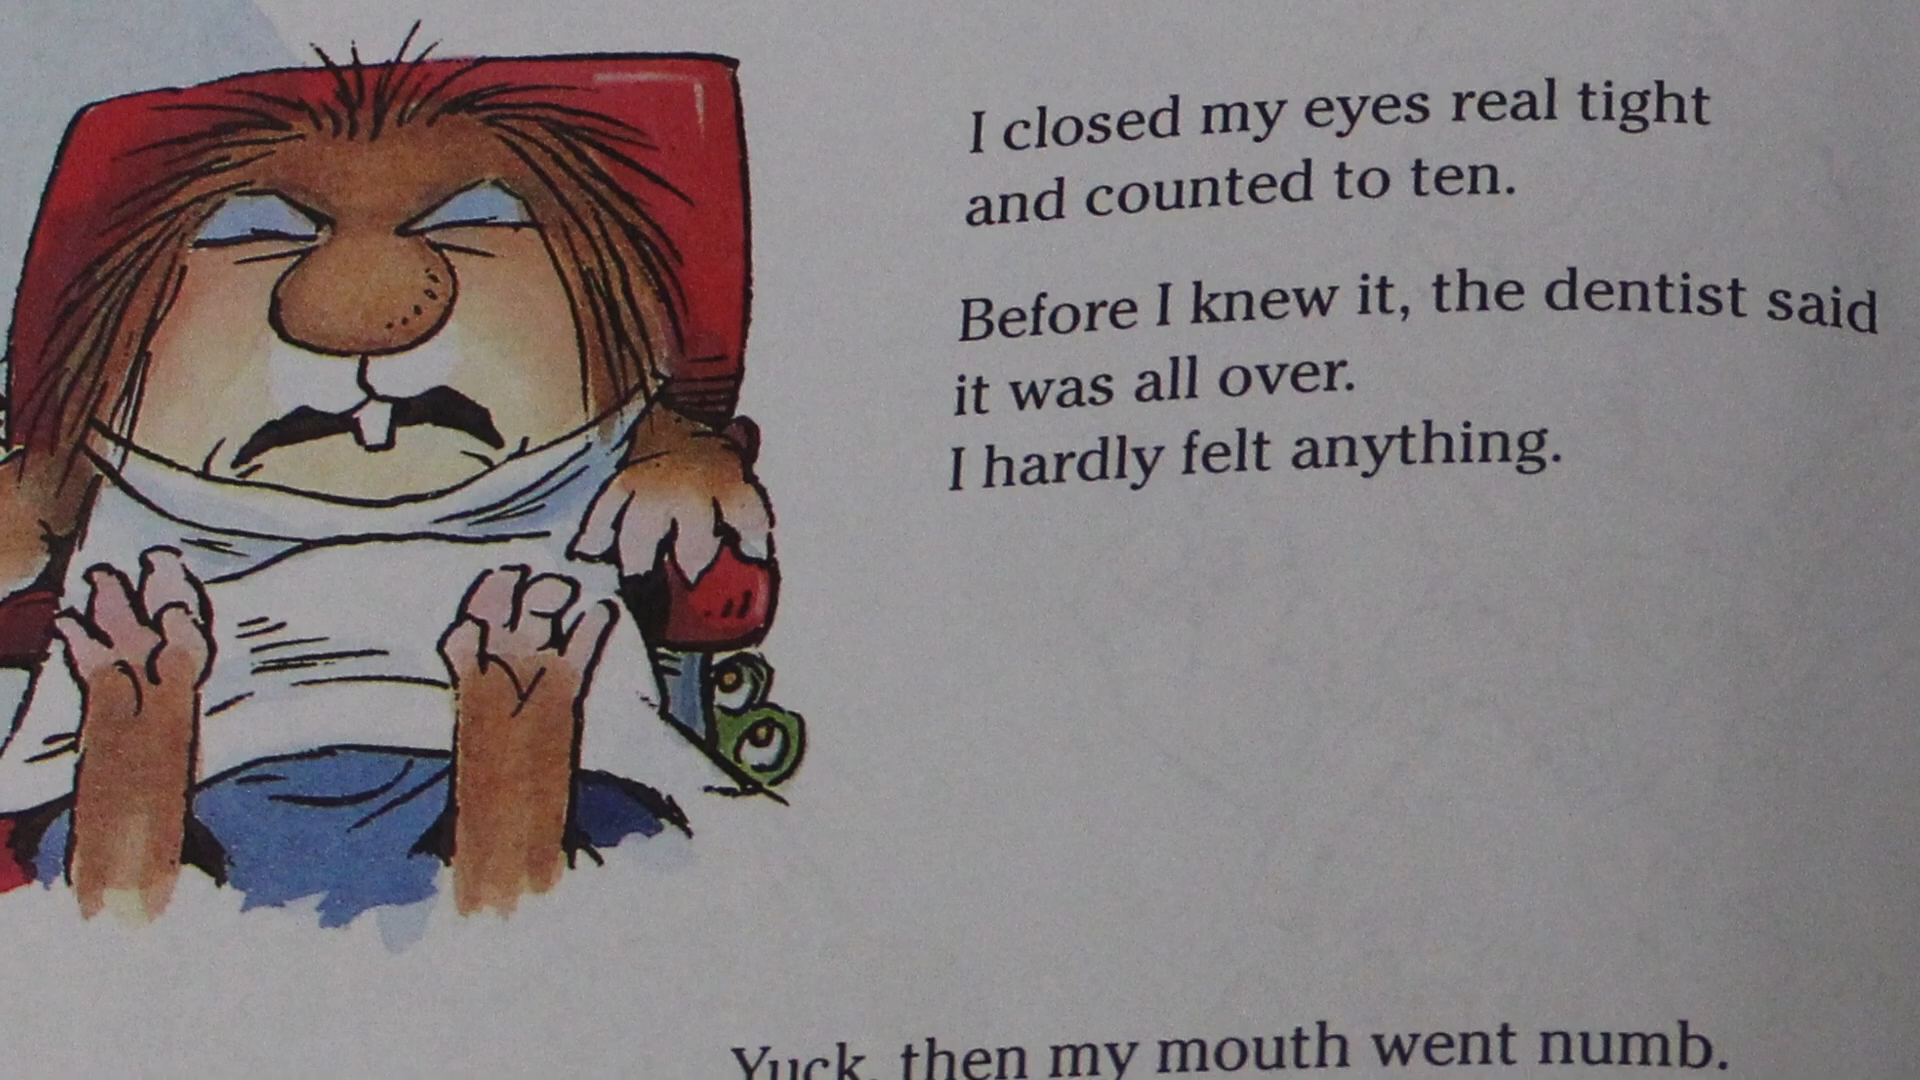 I closed my eyes real tight
and counted to ten.
Before I knew it, the dentist said
it was all over.
I hardly felt anything.
Yuck, then my mouth went numb.